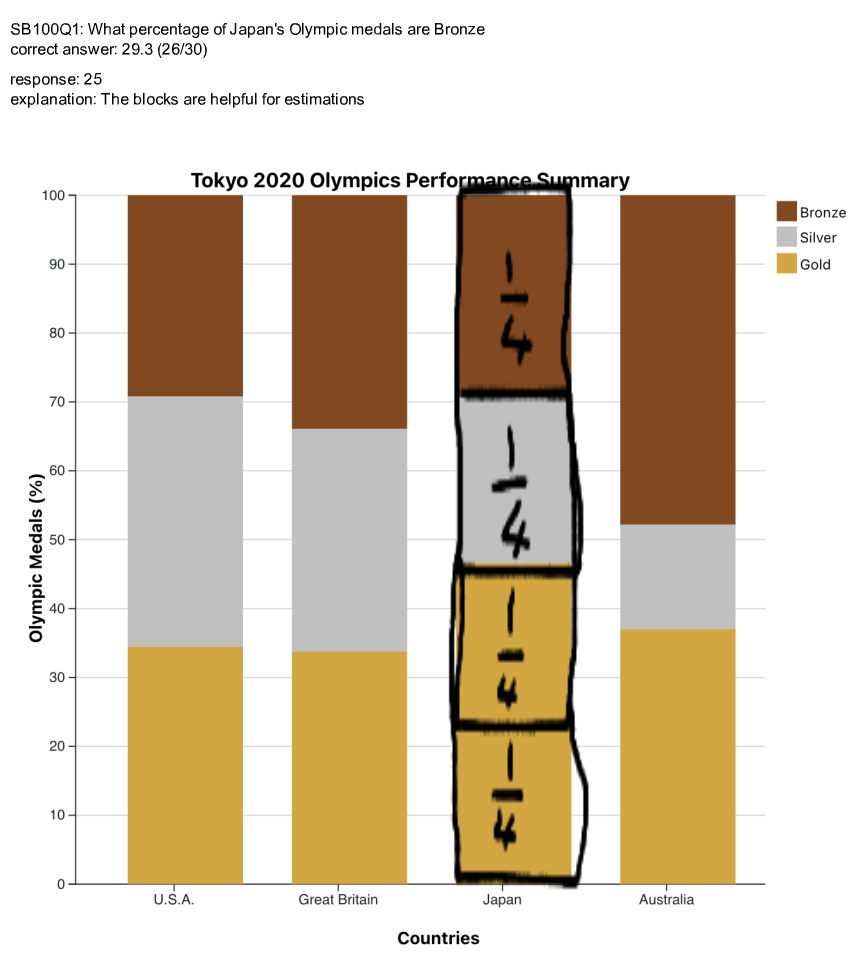 SB100Q1: What percentage of Japan's Olympic medals are Bronze
correct answer: 29.3 (26/30)
response: 25
explanation: The blocks are helpful for estimations
Tokyo 2020 Olympics Performance Summary
Bronze
Silver
Gold
100
90
80
70
60
50
40
30
20
10
0
Olympic Medals (%)
1/4
1/4
1/4
1/4
U.S.A.
Great Britain
Japan
Australia
Countries